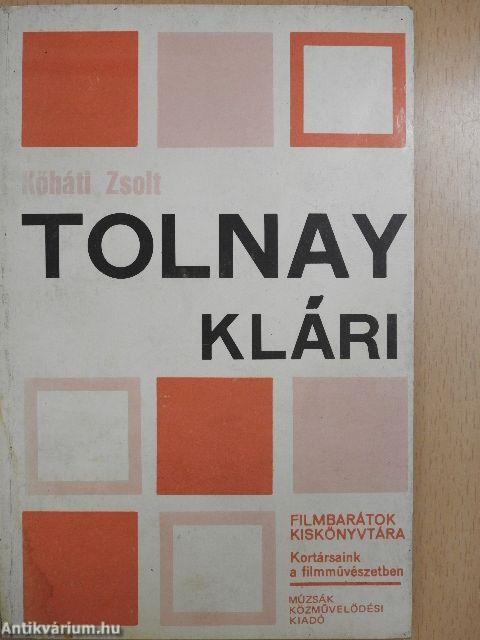 Kőháti Zsolt
TOLNAY
KLÁRI
FILMBARÁTOK
KISKÖNYVTÁRA
Kortársaink
a filmművészetben
MÚZSÁK
KÖZMŰVELŐDÉSI
KIADÓ
Antikvárium.hu